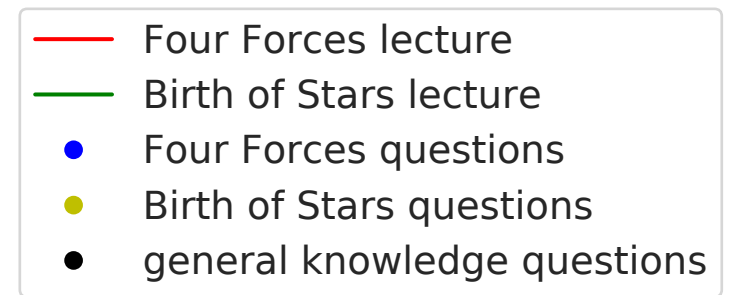 Four Forces lecture
Birth of Stars lecture
Four Forces questions
Birth of Stars questions
general knowledge questions